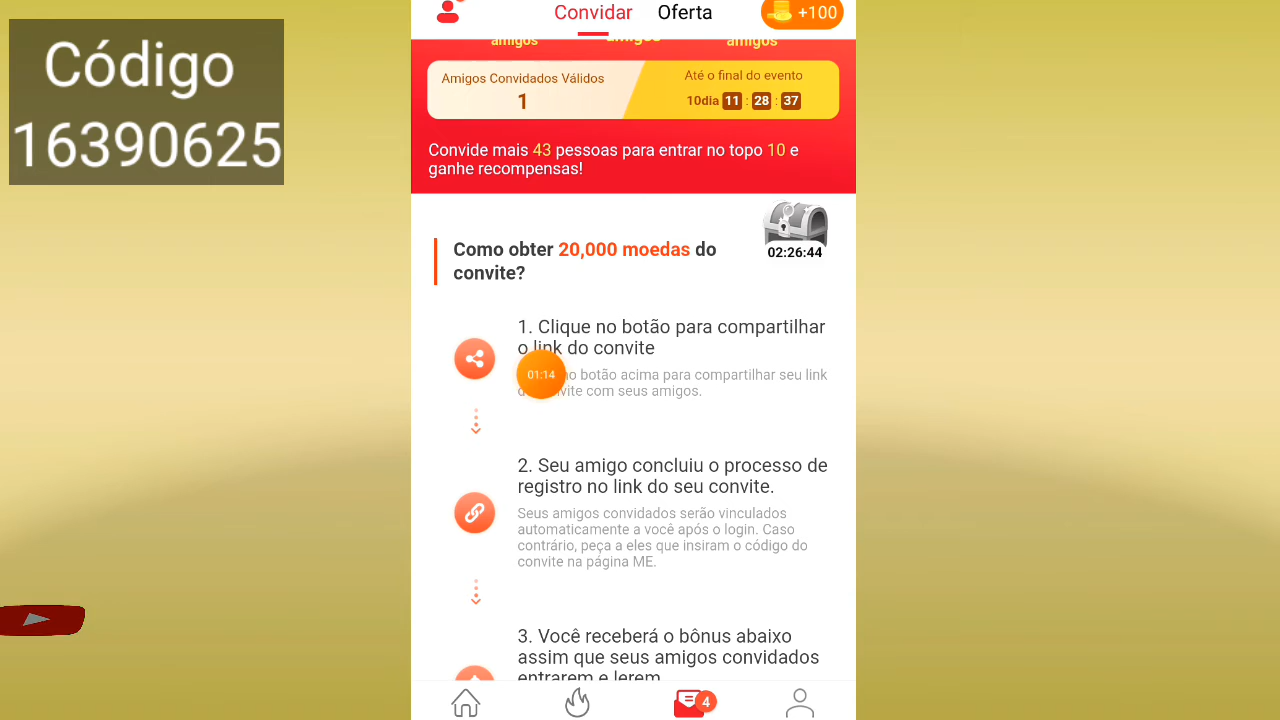 Código
16390625
Convidar Oferta +100
amigos amigos amigos
Amigos Convidados Válidos
1
Até o final do evento
10dia 11 : 28 : 37
Convide mais 43 pessoas para entrar no topo 10 e
ganhe recompensas!
02:26:44
Como obter 20,000 moedas do
convite?
1. Clique no botão para compartilhar
o link do convite
01:14
no botão acima para compartilhar seu link
com seus amigos.
2. Seu amigo concluiu o processo de
registro no link do seu convite.
Seus amigos convidados serão vinculados
automaticamente a você após o login. Caso
contrário, peça a eles que insiram o código do
convite na página ME.
3. Você receberá o bônus abaixo
assim que seus amigos convidados
entrarem e lerem
4